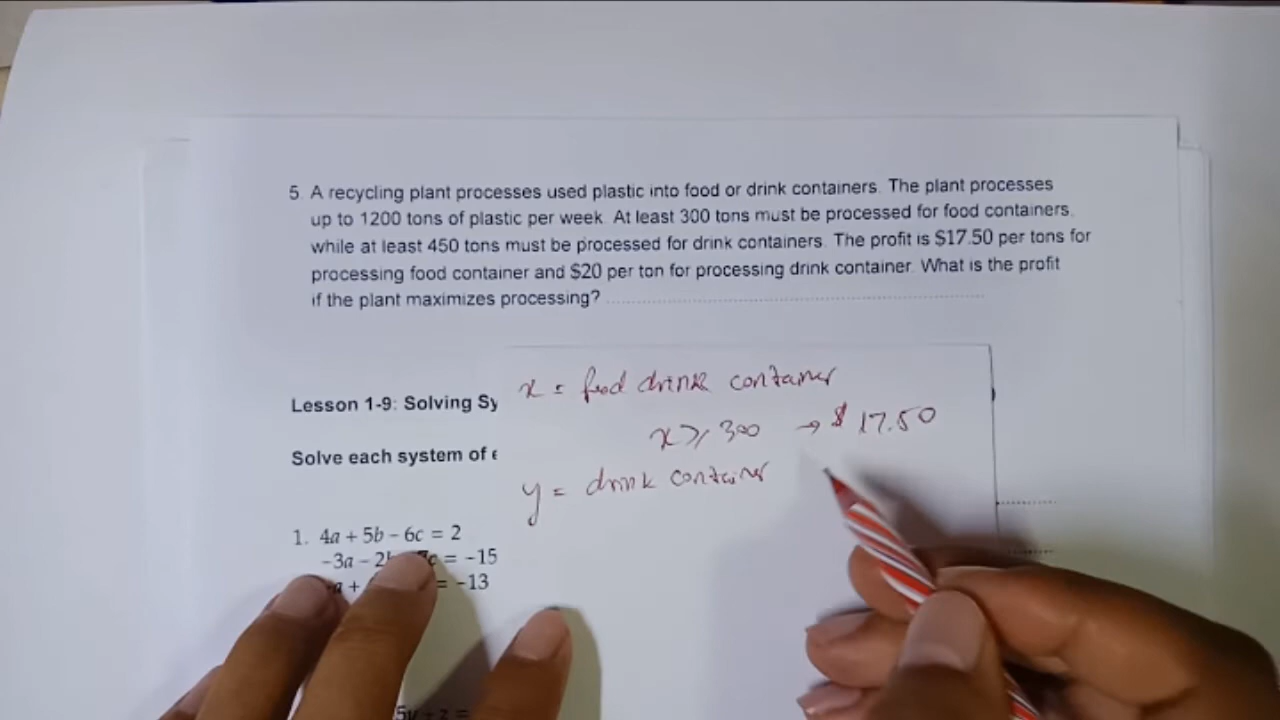 5. A recycling plant processes used plastic into food or drink containers. The plant processes
up to 1200 tons of plastic per week. At least 300 tons must be processed for food containers,
while at least 450 tons must be processed for drink containers. The profit is $17.50 per tons for
processing food container and $20 per ton for processing drink container. What is the profit
if the plant maximizes processing?
x = food drink container
Lesson 1-9: Solving Sy
x ≥ 300 → $ 17.50
Solve each system of
y = drink container
1. 4a + 5b − 6c = 2
−3a − 2 = −15
= −13